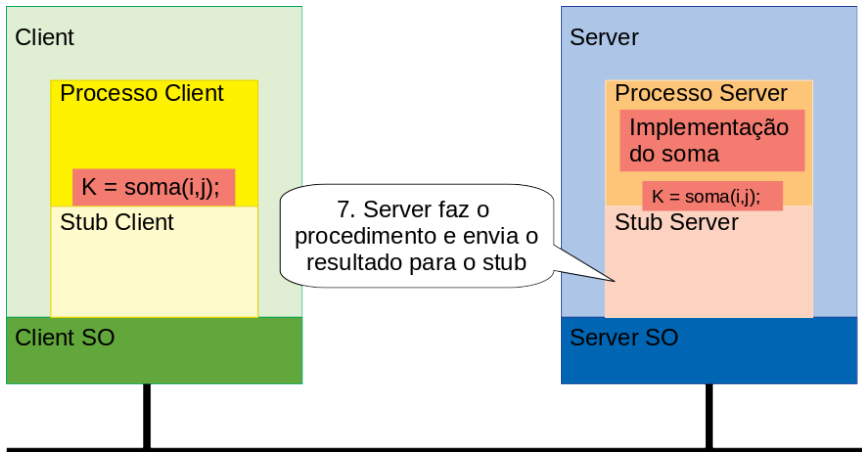 Client
Processo Client
K = soma(i,j);
Stub Client
Client SO
7. Server faz o
procedimento e envia o
resultado para o stub
Server
Processo Server
Implementação
do soma
K = soma(i,j);
Stub Server
Server SO